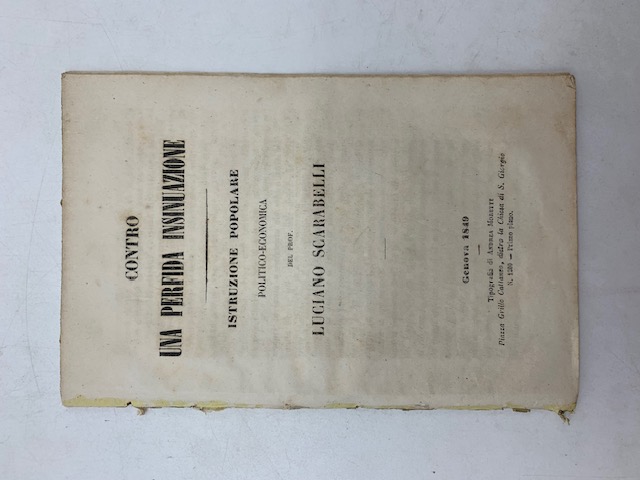 CONTRO
UNA PERFIDA INSINUAZIONE
ISTRUZIONE POPOLARE
POLITICO-ECONOMICA
DEL PROF.
LUCIANO SCARABELLI
Genova 1849
Tipografia di ANDREA MORETTI
Piazza Grillo Cattaneo, dietro la Chiesa di S. Giorgio
N. 1280 — Primo piano.